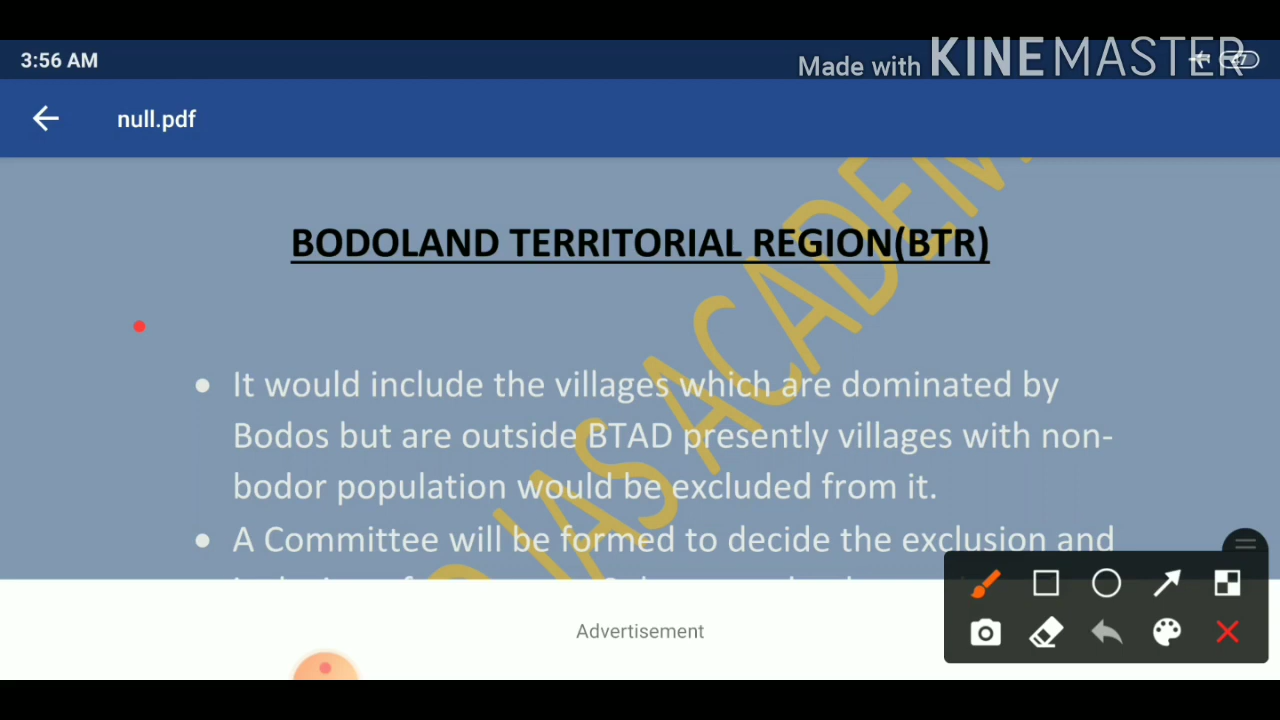 Made with KINEMASTER
3:56 AM
null.pdf
BODOLAND TERRITORIAL REGION(BTR)
• It would include the villages which are dominated by
Bodos but are outside BTAD presently villages with non-
bodor population would be excluded from it.
• A Committee will be formed to decide the exclusion and
IAS ACADEM
Advertisement